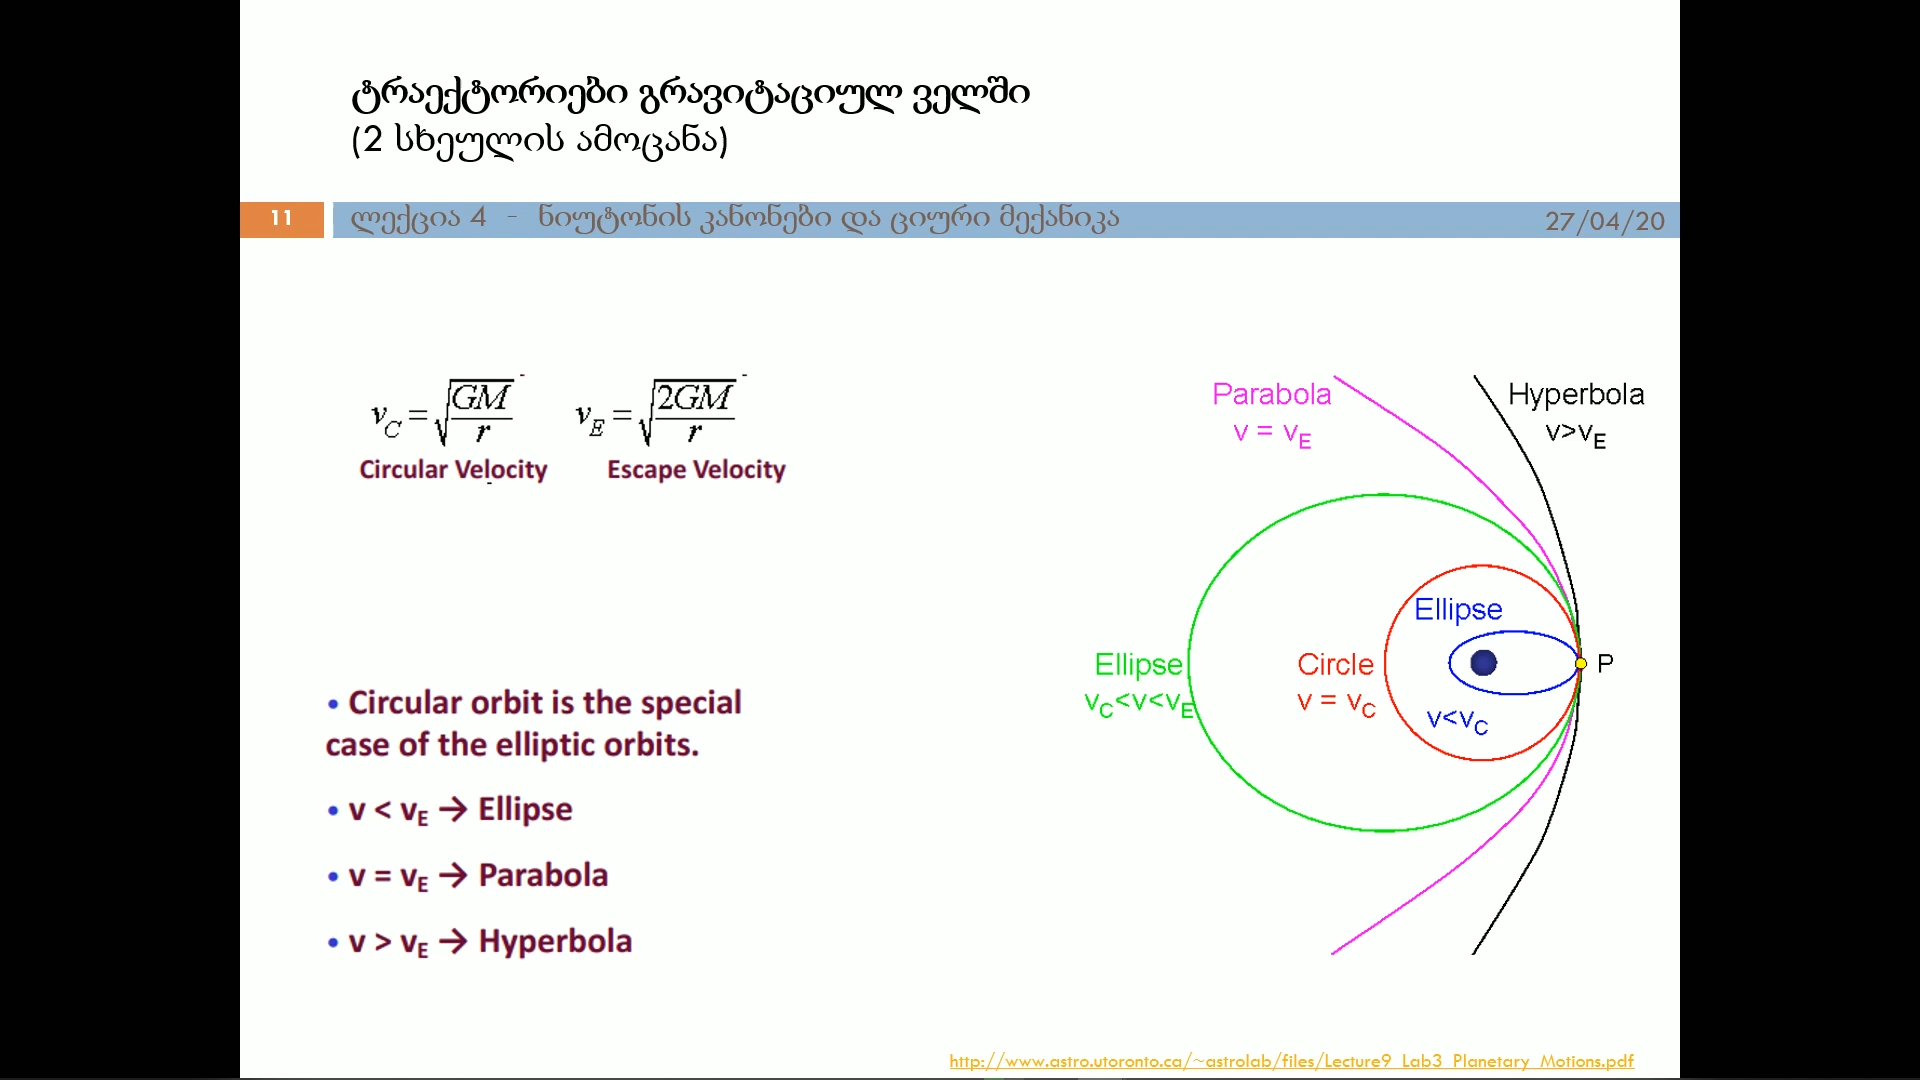 ტრაექტორიები გრავიტაციულ ველში
(2 სხეულის ამოცანა)
11
ლექცია 4 - ნიუტონის კანონები და ციური მექანიკა
27/04/20
v_C = √(GM/r)
v_E = √(2GM/r)
Circular Velocity
Escape Velocity
• Circular orbit is the special
case of the elliptic orbits.
• v < v_E → Ellipse
• v = v_E → Parabola
• v > v_E → Hyperbola
Parabola
v = v_E
Hyperbola
v>v_E
Ellipse
v<v_C
Ellipse
v_C<v<v_E
Circle
v = v_C
P
http://www.astro.utoronto.ca/~astrolab/files/Lecture9_Lab3_Planetary_Motions.pdf